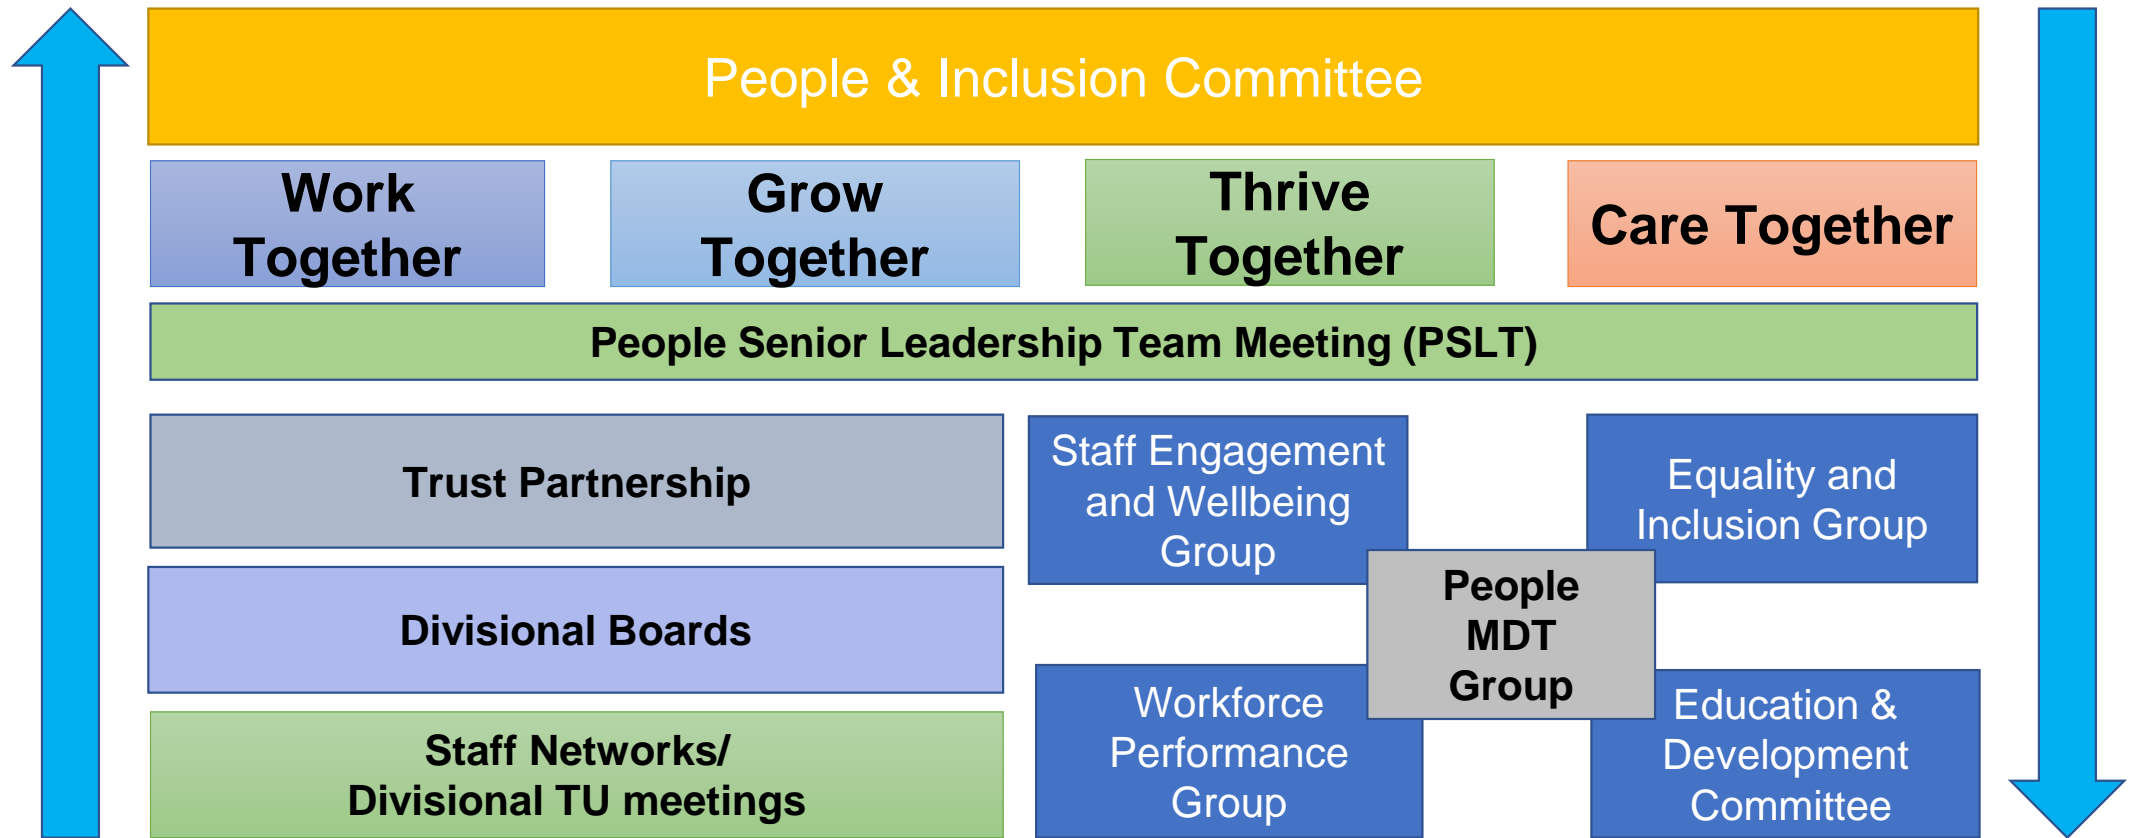 People & Inclusion Committee
Work
Together
Grow
Together
Thrive
Together
Care Together
People Senior Leadership Team Meeting (PSLT)
Trust Partnership
Divisional Boards
Staff Networks/
Divisional TU meetings
Staff Engagement
and Wellbeing
Group
Equality and
Inclusion Group
People
MDT
Group
Workforce
Performance
Group
Education &
Development
Committee